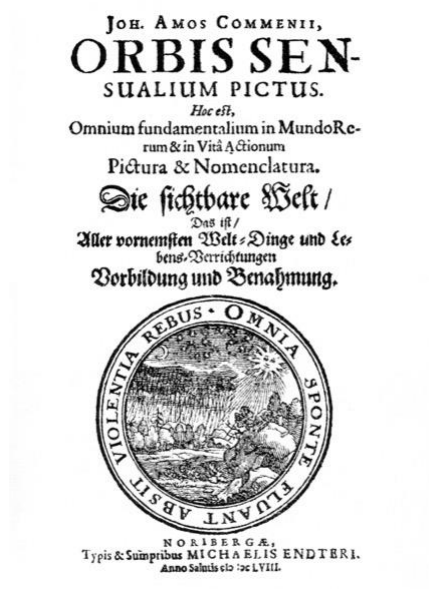 JOH. AMOS COMMENII,
ORBIS SEN-
SUALIUM PICTUS.
Hoc est,
Omnium fundamentalium in Mundo Re-
rum & in Vitâ Actionum
Pictura & Nomenclatura.
Die sichtbare Welt/
Das ist/
Aller vornemsten Welt-Dinge und Le-
bens-Verrichtungen
Vorbildung und Benahmung.
OMNIA SPONTE FLUANT ABSIT VIOLENTIA REBUS ·
NORIBERGÆ,
Typis & Sumptibus MICHAELIS ENDTERI.
Anno Salutis cIɔ Iɔc LVIII.